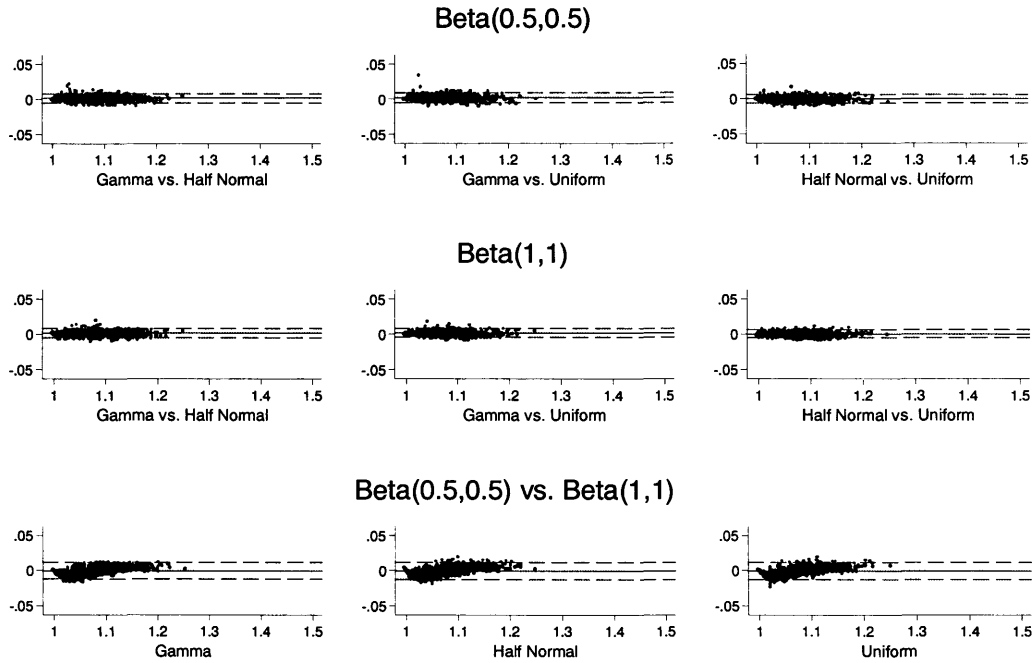 Beta(0.5,0.5)
.05 .05 .05
0 0 0
-.05 -.05 -.05
1 1.1 1.2 1.3 1.4 1.5 1 1.1 1.2 1.3 1.4 1.5 1 1.1 1.2 1.3 1.4 1.5
Gamma vs. Half Normal Gamma vs. Uniform Half Normal vs. Uniform
Beta(1,1)
.05 .05 .05
0 0 0
-.05 -.05 -.05
1 1.1 1.2 1.3 1.4 1.5 1 1.1 1.2 1.3 1.4 1.5 1 1.1 1.2 1.3 1.4 1.5
Gamma vs. Half Normal Gamma vs. Uniform Half Normal vs. Uniform
Beta(0.5,0.5) vs. Beta(1,1)
.05 .05 .05
0 0 0
-.05 -.05 -.05
1 1.1 1.2 1.3 1.4 1.5 1 1.1 1.2 1.3 1.4 1.5 1 1.1 1.2 1.3 1.4 1.5
Gamma Half Normal Uniform